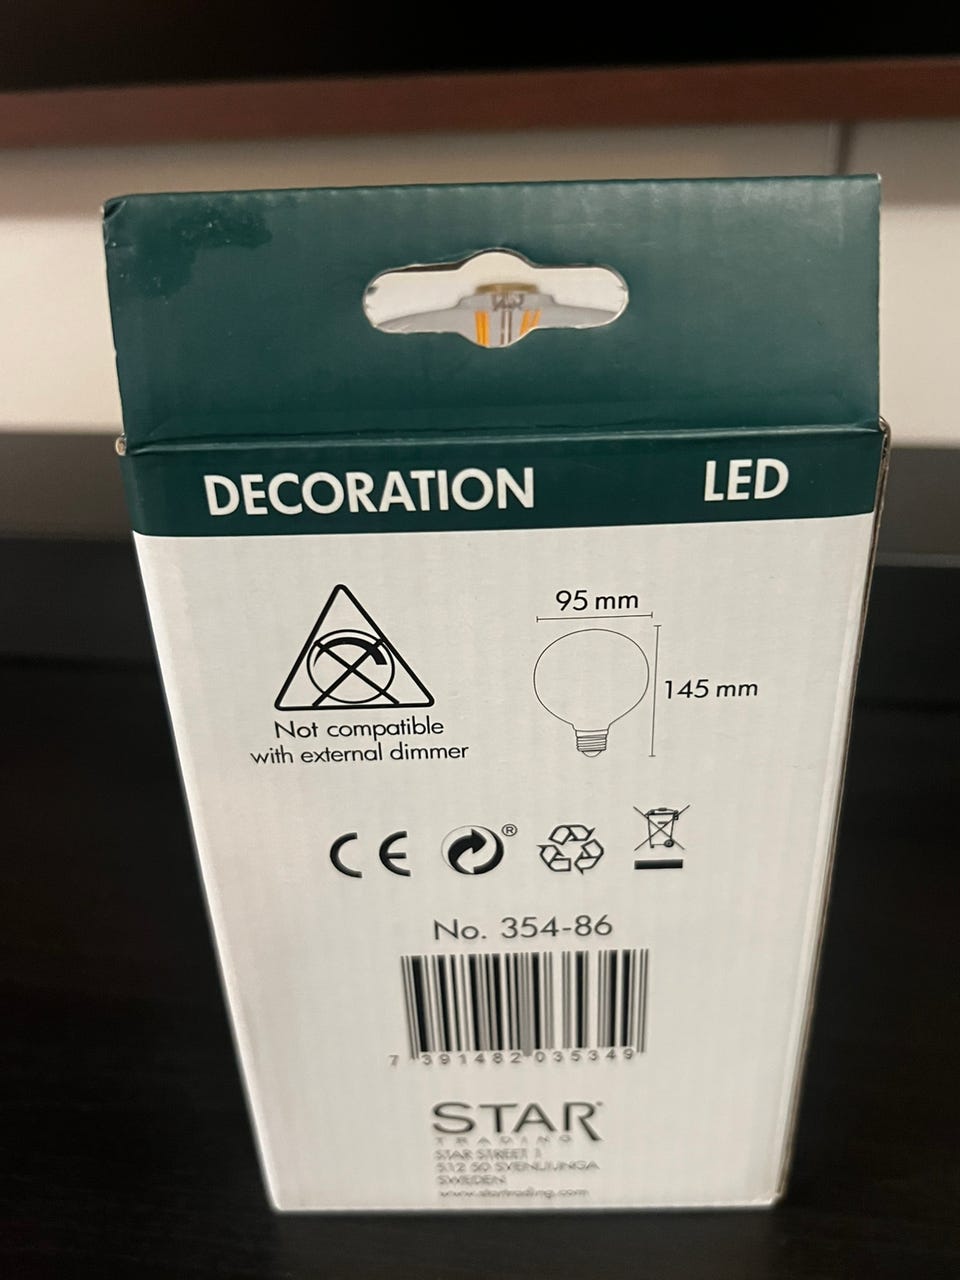 DECORATION LED
95 mm
145 mm
Not compatible
with external dimmer
CE ®
No. 354-86
7 391482 035349
STAR
TRADING
STAR STREET 1
512 50 SVENLJUNGA
SWEDEN
www.startrading.com